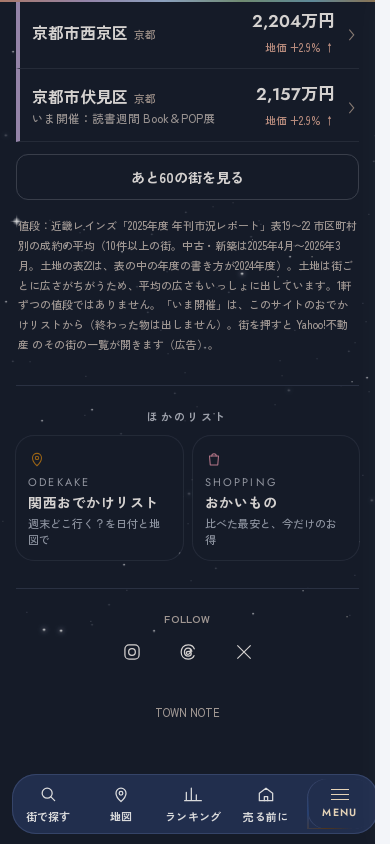 京都市西京区 京都
2,204万円
地価 +2.9% ↑
京都市伏見区 京都
2,157万円
いま開催：読書週間 Book＆POP展
地価 +2.9% ↑
あと60の街を見る
値段：近畿レインズ「2025年度 年刊市況レポート」表19〜22 市区町村
別の成約の平均（10件以上の街。中古・新築は2025年4月〜2026年3
月。土地の表22は、表の中の年度の書き方が2024年度）。土地は街ご
とに広さがちがうため、平均の広さもいっしょに出しています。1軒
ずつの値段ではありません。「いま開催」は、このサイトのおでか
けリストから（終わった物は出しません）。街を押すと Yahoo!不動
産 のその街の一覧が開きます（広告）。。
ほかのリスト
ODEKAKE
関西おでかけリスト
週末どこ行く？を日付と地
図で
SHOPPING
おかいもの
比べた最安と、今だけのお
得
FOLLOW
TOWN NOTE
街で探す
地図
ランキング
売る前に
MENU